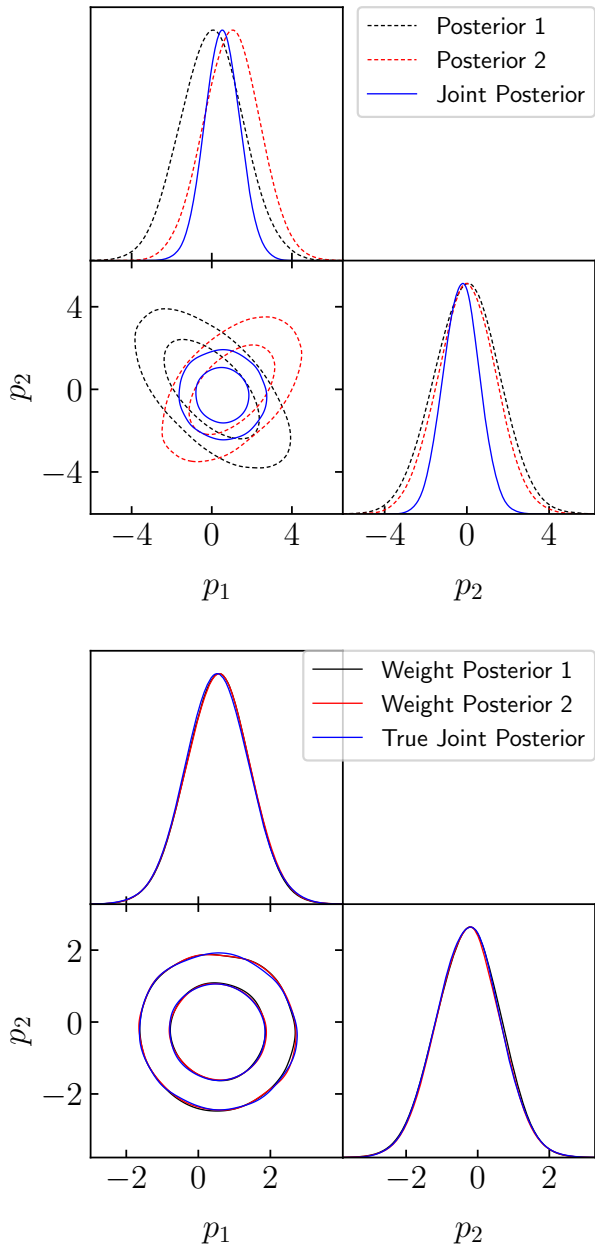 Posterior 1
Posterior 2
Joint Posterior
4
0
−4
p2
−4 0 4
−4 0 4
p1
p2
Weight Posterior 1
Weight Posterior 2
True Joint Posterior
2
0
−2
p2
−2 0 2
−2 0 2
p1
p2